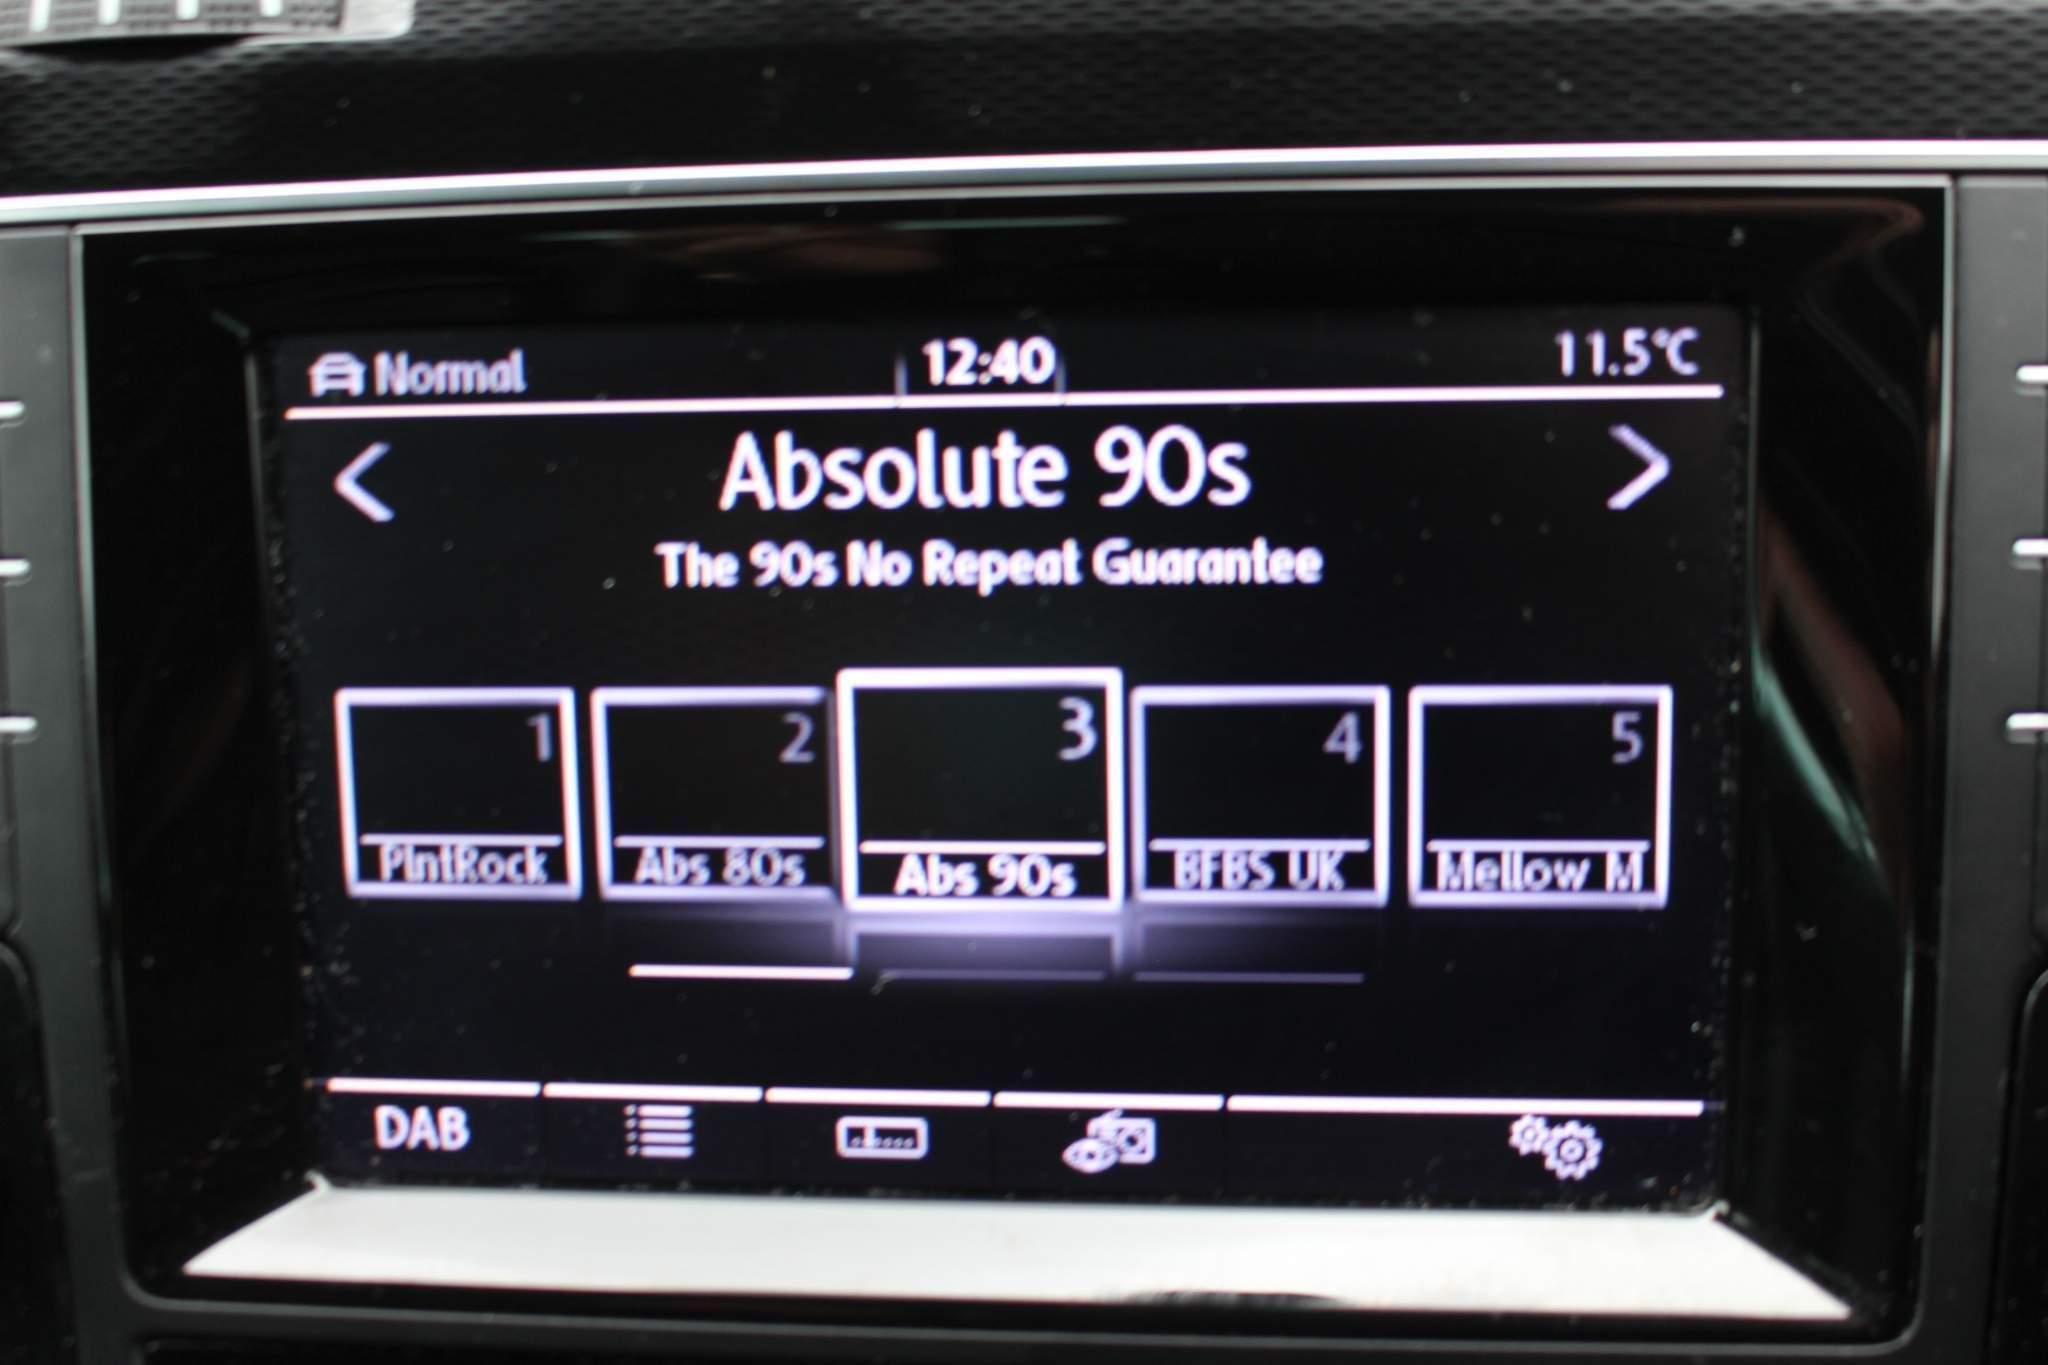 Normal 12:40 11.5°C
Absolute 90s
The 90s No Repeat Guarantee
1 2 3 4 5
PlntRock Abs 80s Abs 90s BFBS UK Mellow M
DAB